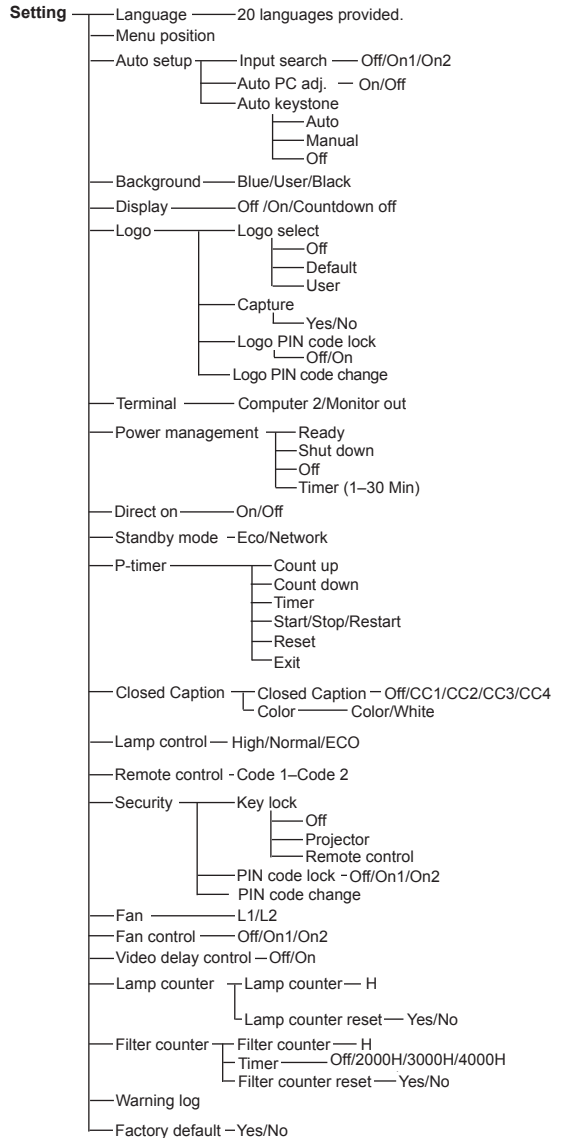 Setting Language 20 languages provided.
Menu position
Auto setup Input search Off/On1/On2
Auto PC adj. On/Off
Auto keystone
Auto
Manual
Off
Background Blue/User/Black
Display Off /On/Countdown off
Logo Logo select
Off
Default
User
Capture
Yes/No
Logo PIN code lock
Off/On
Logo PIN code change
Terminal Computer 2/Monitor out
Power management Ready
Shut down
Off
Timer (1–30 Min)
Direct on On/Off
Standby mode Eco/Network
P-timer Count up
Count down
Timer
Start/Stop/Restart
Reset
Exit
Closed Caption Closed Caption Off/CC1/CC2/CC3/CC4
Color Color/White
Lamp control High/Normal/ECO
Remote control Code 1–Code 2
Security Key lock
Off
Projector
Remote control
PIN code lock Off/On1/On2
PIN code change
Fan L1/L2
Fan control Off/On1/On2
Video delay control Off/On
Lamp counter Lamp counter H
Lamp counter reset Yes/No
Filter counter Filter counter H
Timer Off/2000H/3000H/4000H
Filter counter reset Yes/No
Warning log
Factory default Yes/No